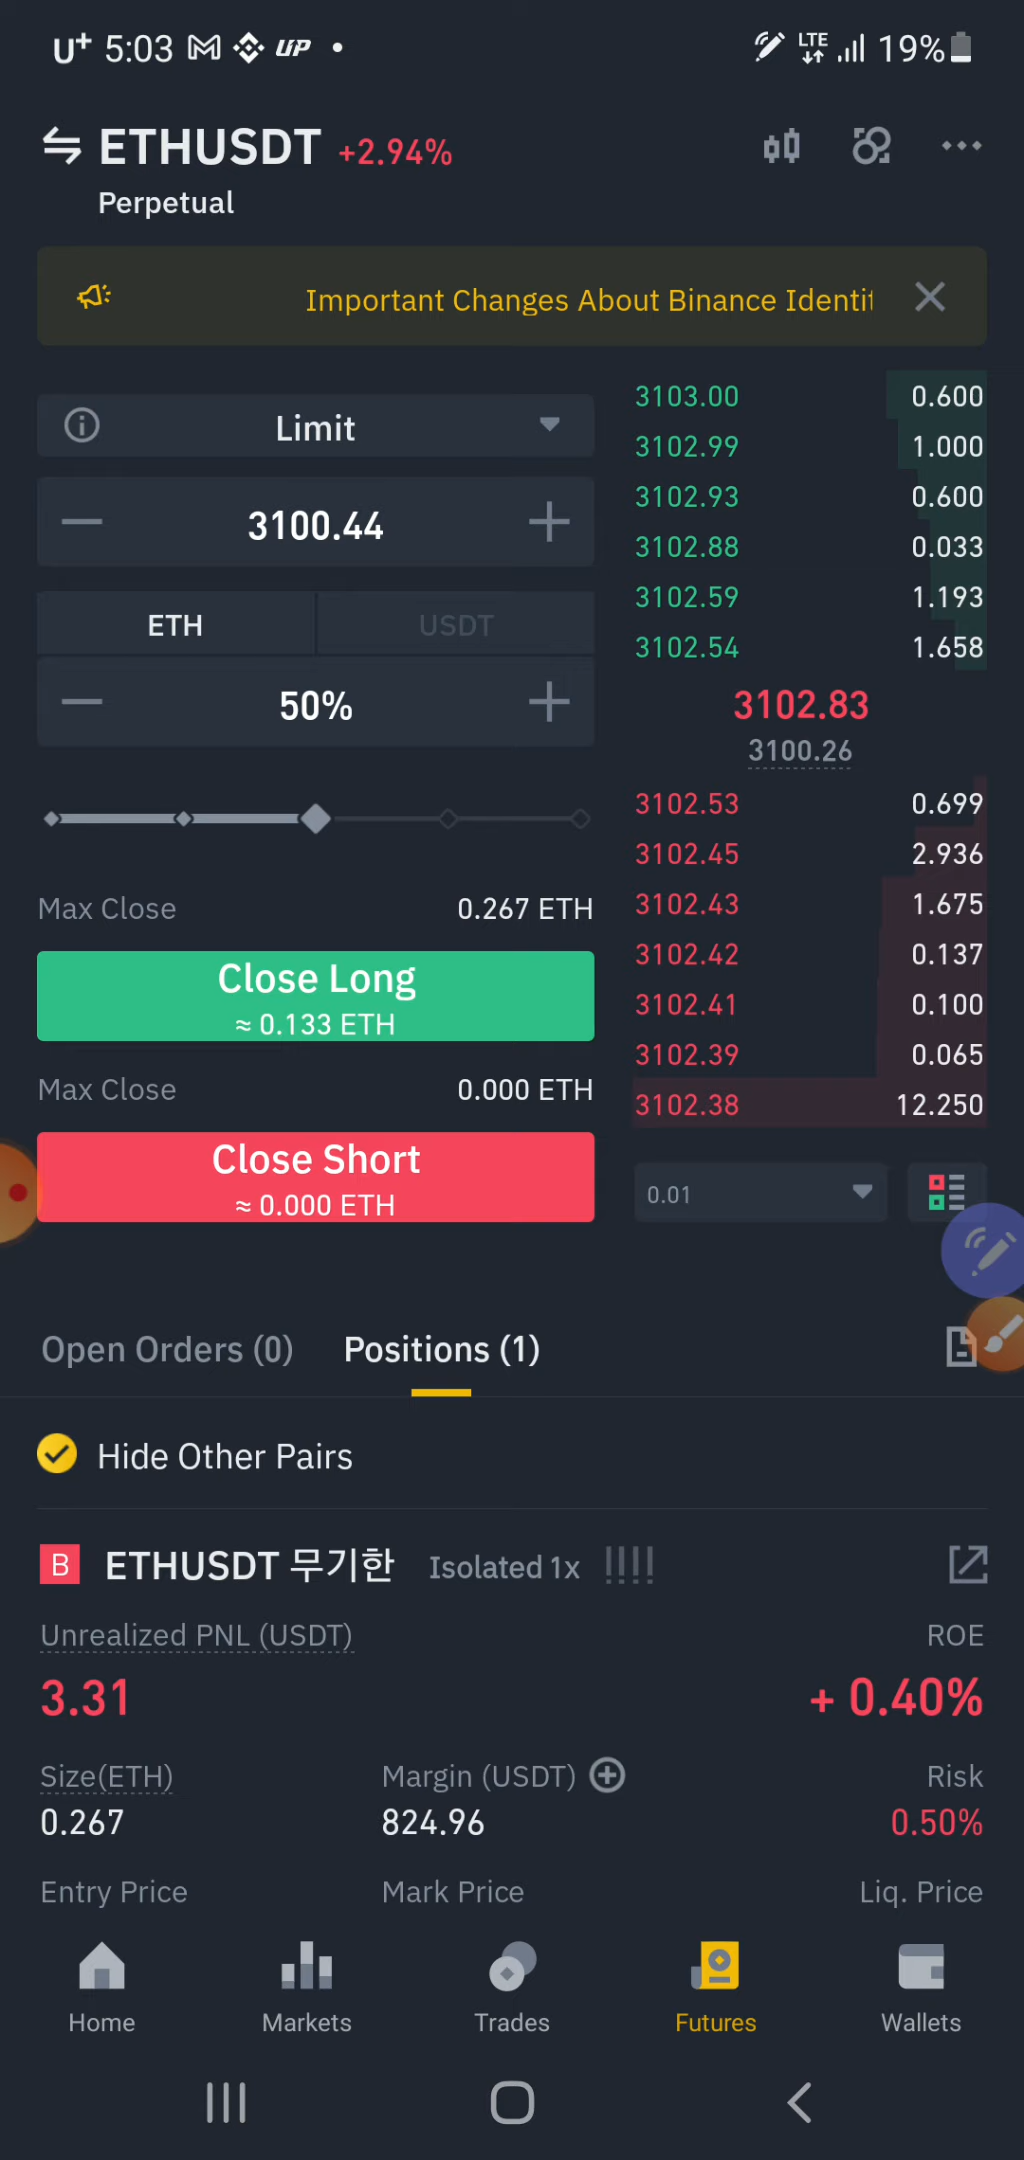 U+ 5:03 UP LTE 19%
ETHUSDT +2.94%
Perpetual
Important Changes About Binance Identit
Limit
3100.44
ETH USDT
50%
Max Close 0.267 ETH
Close Long
≈ 0.133 ETH
Max Close 0.000 ETH
Close Short
≈ 0.000 ETH
3103.00 0.600
3102.99 1.000
3102.93 0.600
3102.88 0.033
3102.59 1.193
3102.54 1.658
3102.83
3100.26
3102.53 0.699
3102.45 2.936
3102.43 1.675
3102.42 0.137
3102.41 0.100
3102.39 0.065
3102.38 12.250
0.01
Open Orders (0) Positions (1)
Hide Other Pairs
B ETHUSDT 무기한 Isolated 1x !!!!
Unrealized PNL (USDT) ROE
3.31 + 0.40%
Size(ETH) Margin (USDT) Risk
0.267 824.96 0.50%
Entry Price Mark Price Liq. Price
Home Markets Trades Futures Wallets